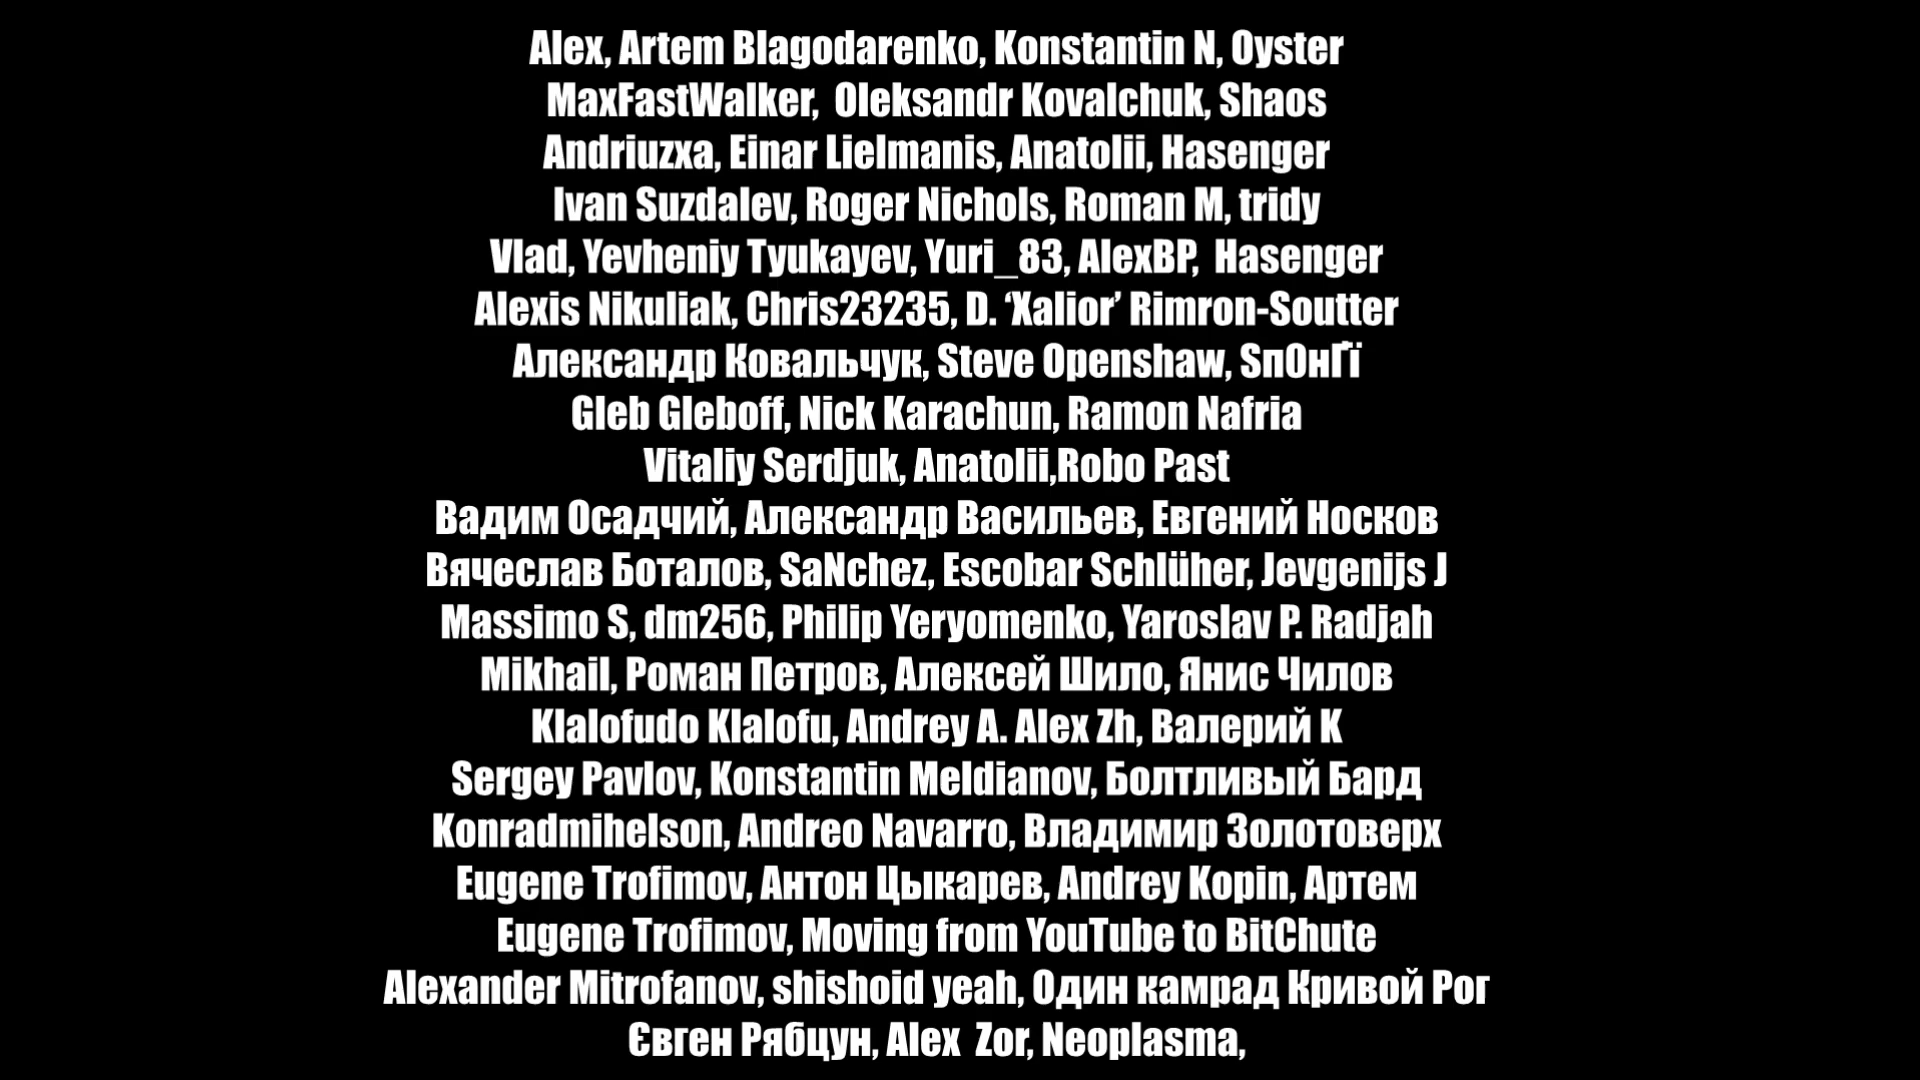 Alex, Artem Blagodarenko, Konstantin N, Oyster
MaxFastWalker,  Oleksandr Kovalchuk, Shaos
Andriuzxa, Einar Lielmanis, Anatolii, Hasenger
Ivan Suzdalev, Roger Nichols, Roman M, tridy
Vlad, Yevheniy Tyukayev, Yuri_83, AlexBP,  Hasenger
Alexis Nikuliak, Chris23235, D. ‘Xalior’ Rimron-Soutter
Александр Ковальчук, Steve Openshaw, SпОнҐї
Gleb Gleboff, Nick Karachun, Ramon Nafria
Vitaliy Serdjuk, Anatolii,Robo Past
Вадим Осадчий, Александр Васильев, Евгений Носков
Вячеслав Боталов, SaNchez, Escobar Schlüher, Jevgenijs J
Massimo S, dm256, Philip Yeryomenko, Yaroslav P. Radjah
Mikhail, Роман Петров, Алексей Шило, Янис Чилов
Klalofudo Klalofu, Andrey A. Alex Zh, Валерий К
Sergey Pavlov, Konstantin Meldianov, Болтливый Бард
Konradmihelson, Andreo Navarro, Владимир Золотоверх
Eugene Trofimov, Антон Цыкарев, Andrey Kopin, Артем
Eugene Trofimov, Moving from YouTube to BitChute
Alexander Mitrofanov, shishoid yeah, Один камрад Кривой Рог
Євген Рябцун, Alex  Zor, Neoplasma,